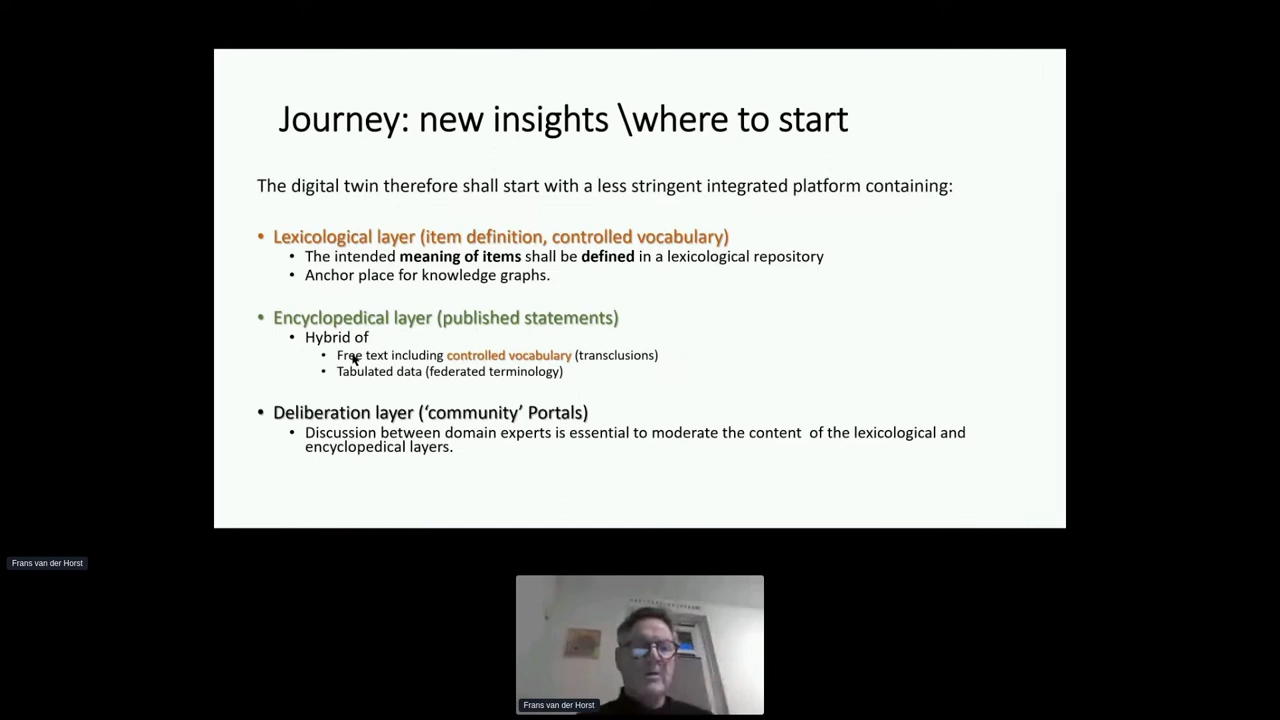 Journey: new insights \where to start
The digital twin therefore shall start with a less stringent integrated platform containing:
• Lexicological layer (item definition, controlled vocabulary)
• The intended meaning of items shall be defined in a lexicological repository
• Anchor place for knowledge graphs.
• Encyclopedical layer (published statements)
• Hybrid of
• Free text including controlled vocabulary (transclusions)
• Tabulated data (federated terminology)
• Deliberation layer (‘community’ Portals)
• Discussion between domain experts is essential to moderate the content  of the lexicological and
encyclopedical layers.
Frans van der Horst
Frans van der Horst